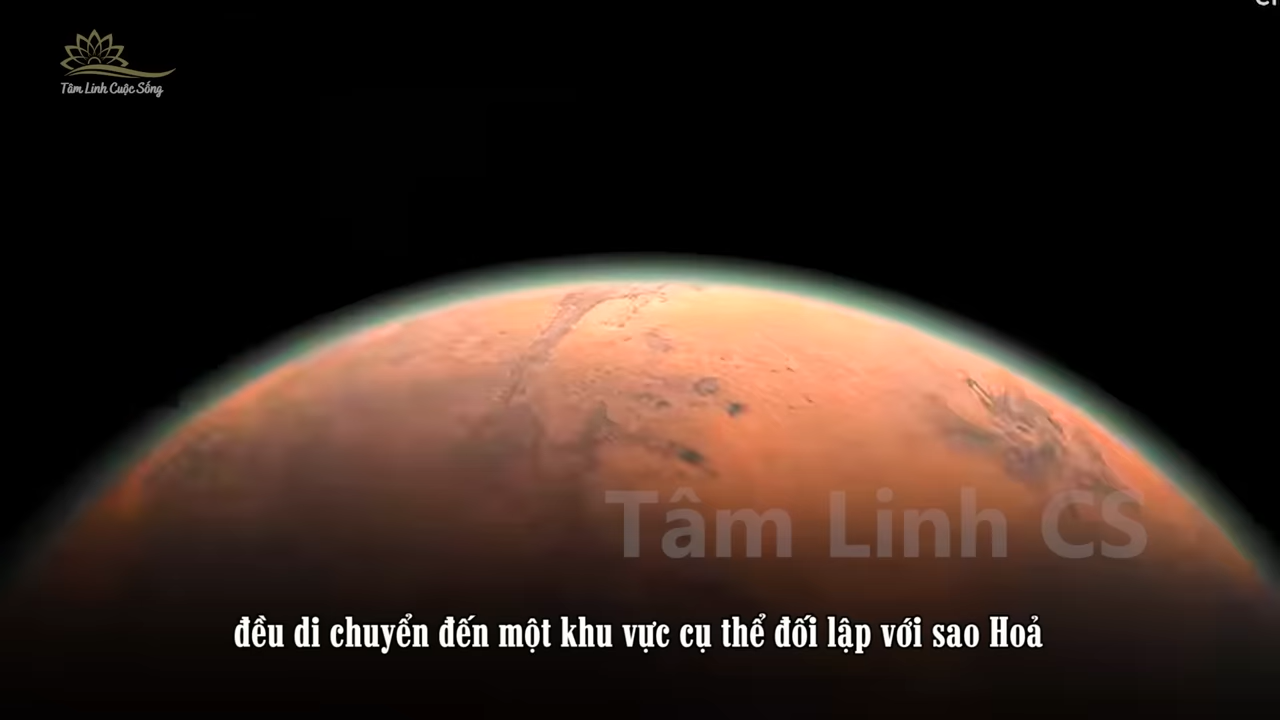 Tâm Linh Cuộc Sống
Tâm Linh CS
đều di chuyển đến một khu vực cụ thể đối lập với sao Hoả